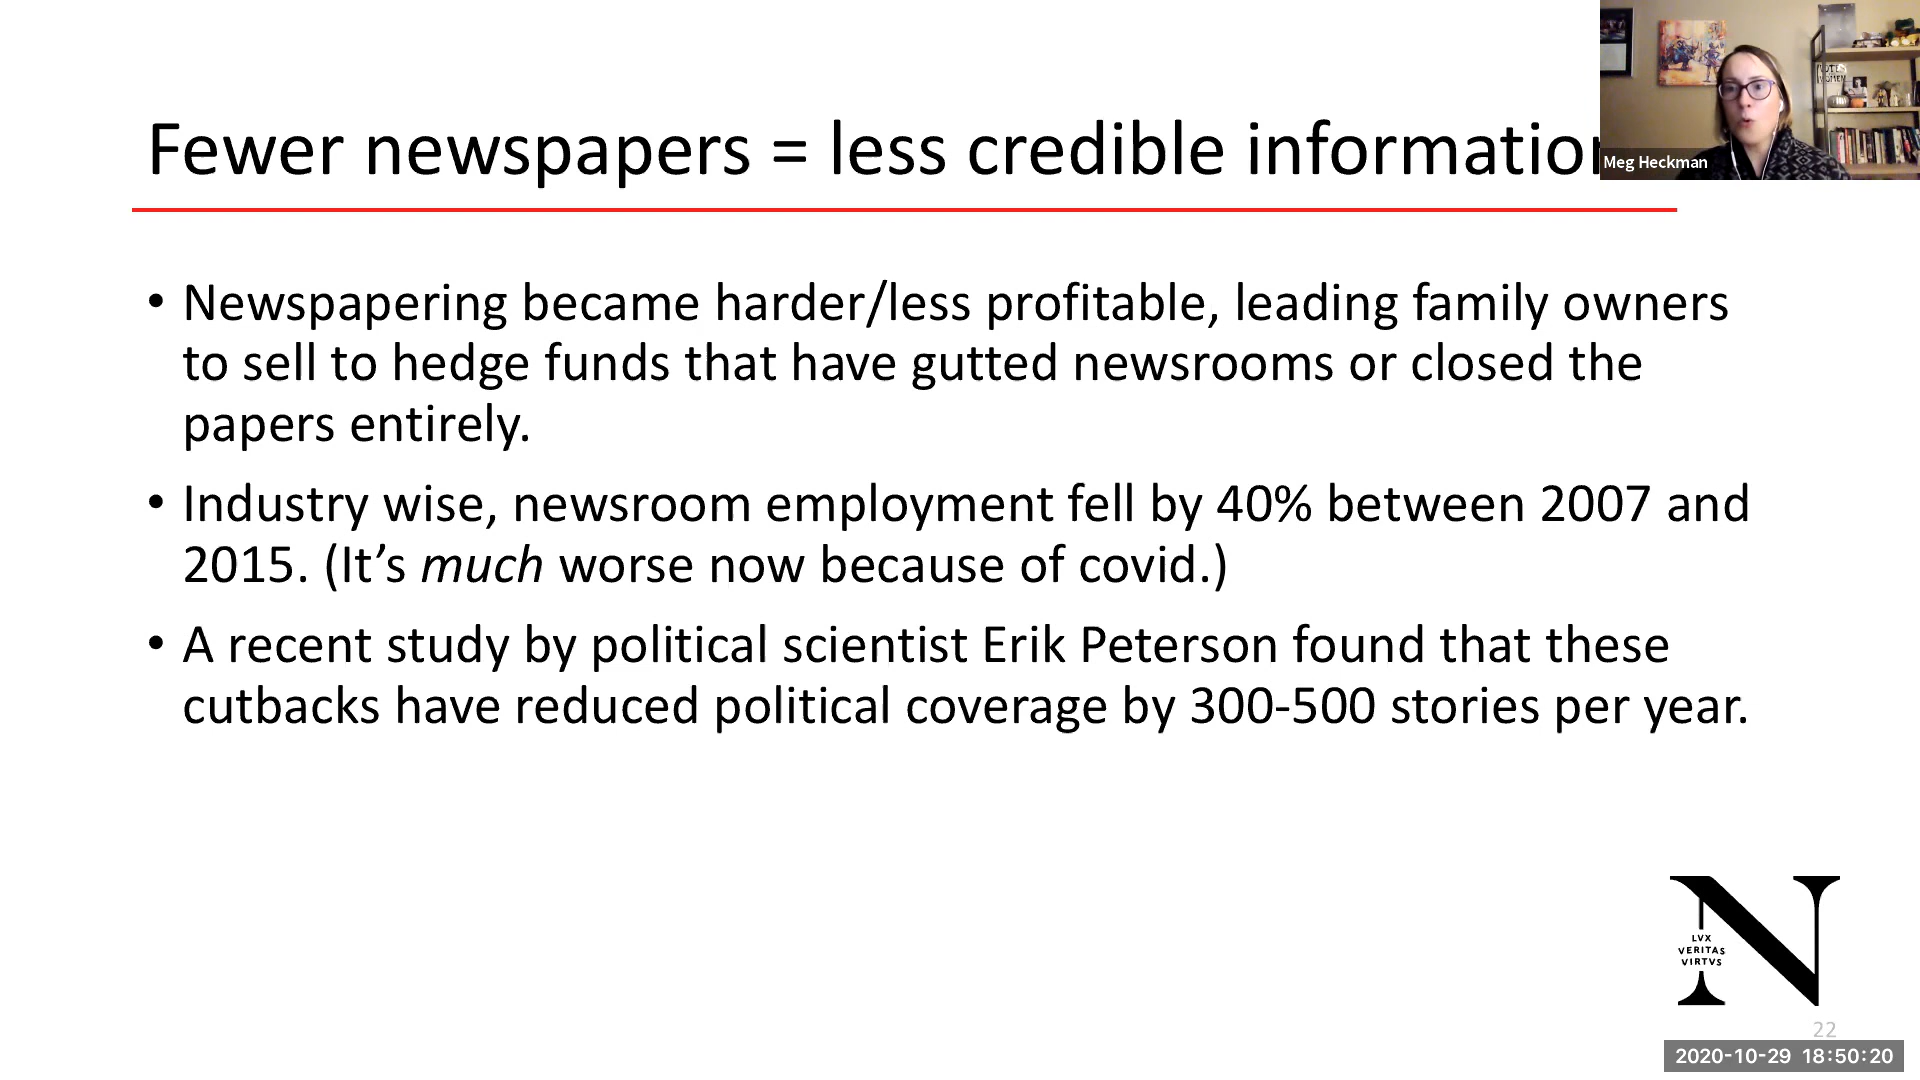 Fewer newspapers = less credible information
Meg Heckman
• Newspapering became harder/less profitable, leading family owners
to sell to hedge funds that have gutted newsrooms or closed the
papers entirely.
• Industry wise, newsroom employment fell by 40% between 2007 and
2015. (It’s much worse now because of covid.)
• A recent study by political scientist Erik Peterson found that these
cutbacks have reduced political coverage by 300-500 stories per year.
N
LVX
VERITAS
VIRTVS
22
2020-10-29 18:50:20